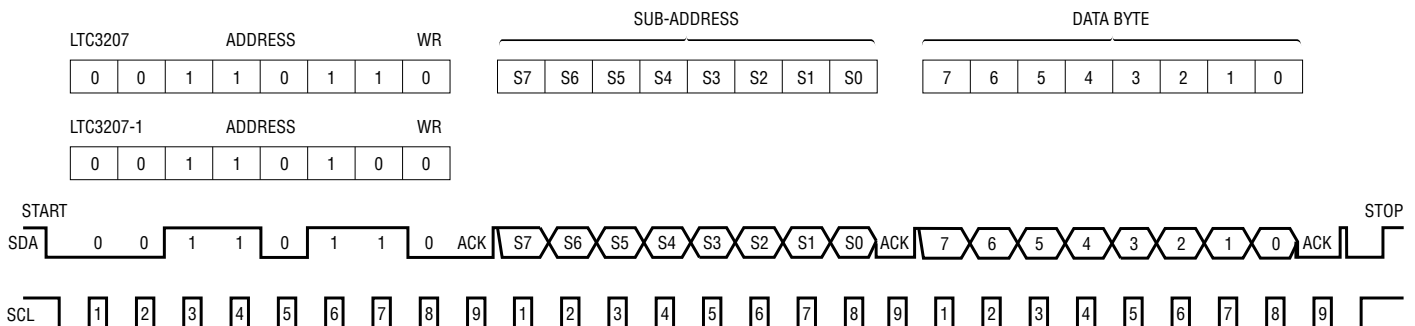 SUB-ADDRESS DATA BYTE
LTC3207 ADDRESS WR
0 0 1 1 0 1 1 0 S7 S6 S5 S4 S3 S2 S1 S0 7 6 5 4 3 2 1 0
LTC3207-1 ADDRESS WR
0 0 1 1 0 1 0 0
START STOP
SDA 0 0 1 1 0 1 1 0 ACK S7 S6 S5 S4 S3 S2 S1 S0 ACK 7 6 5 4 3 2 1 0 ACK
SCL 1 2 3 4 5 6 7 8 9 1 2 3 4 5 6 7 8 9 1 2 3 4 5 6 7 8 9